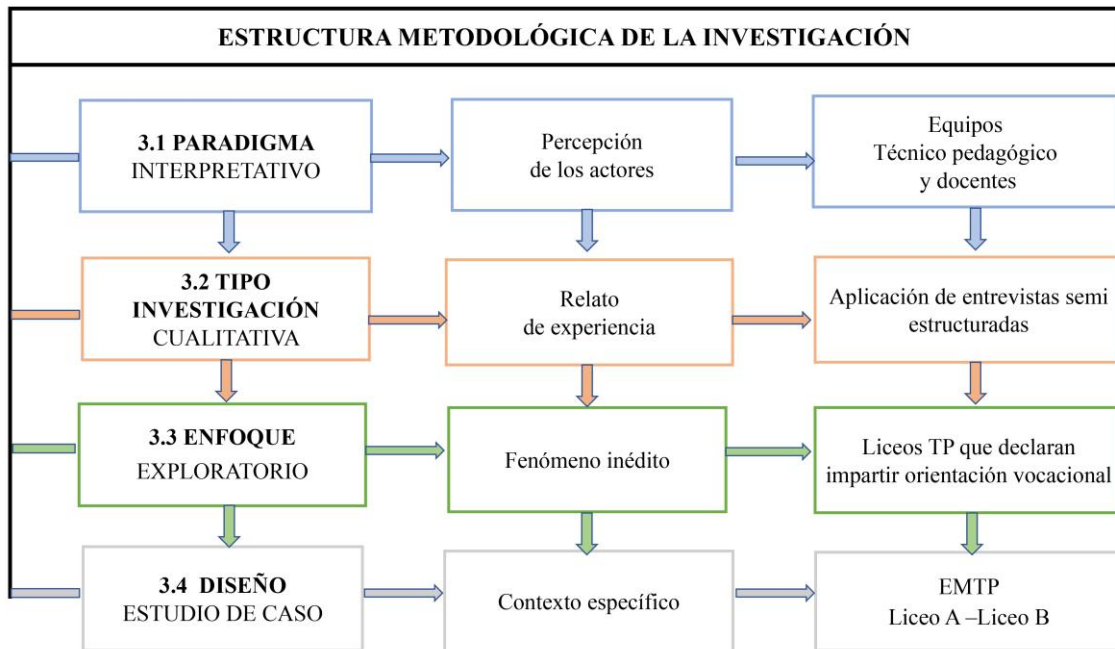 ESTRUCTURA METODOLÓGICA DE LA INVESTIGACIÓN
3.1 PARADIGMA
INTERPRETATIVO
Percepción
de los actores
Equipos
Técnico pedagógico
y docentes
3.2 TIPO
INVESTIGACIÓN
CUALITATIVA
Relato
de experiencia
Aplicación de entrevistas semi
estructuradas
3.3 ENFOQUE
EXPLORATORIO
Fenómeno inédito
Liceos TP que declaran
impartir orientación vocacional
3.4 DISEÑO
ESTUDIO DE CASO
Contexto específico
EMTP
Liceo A –Liceo B